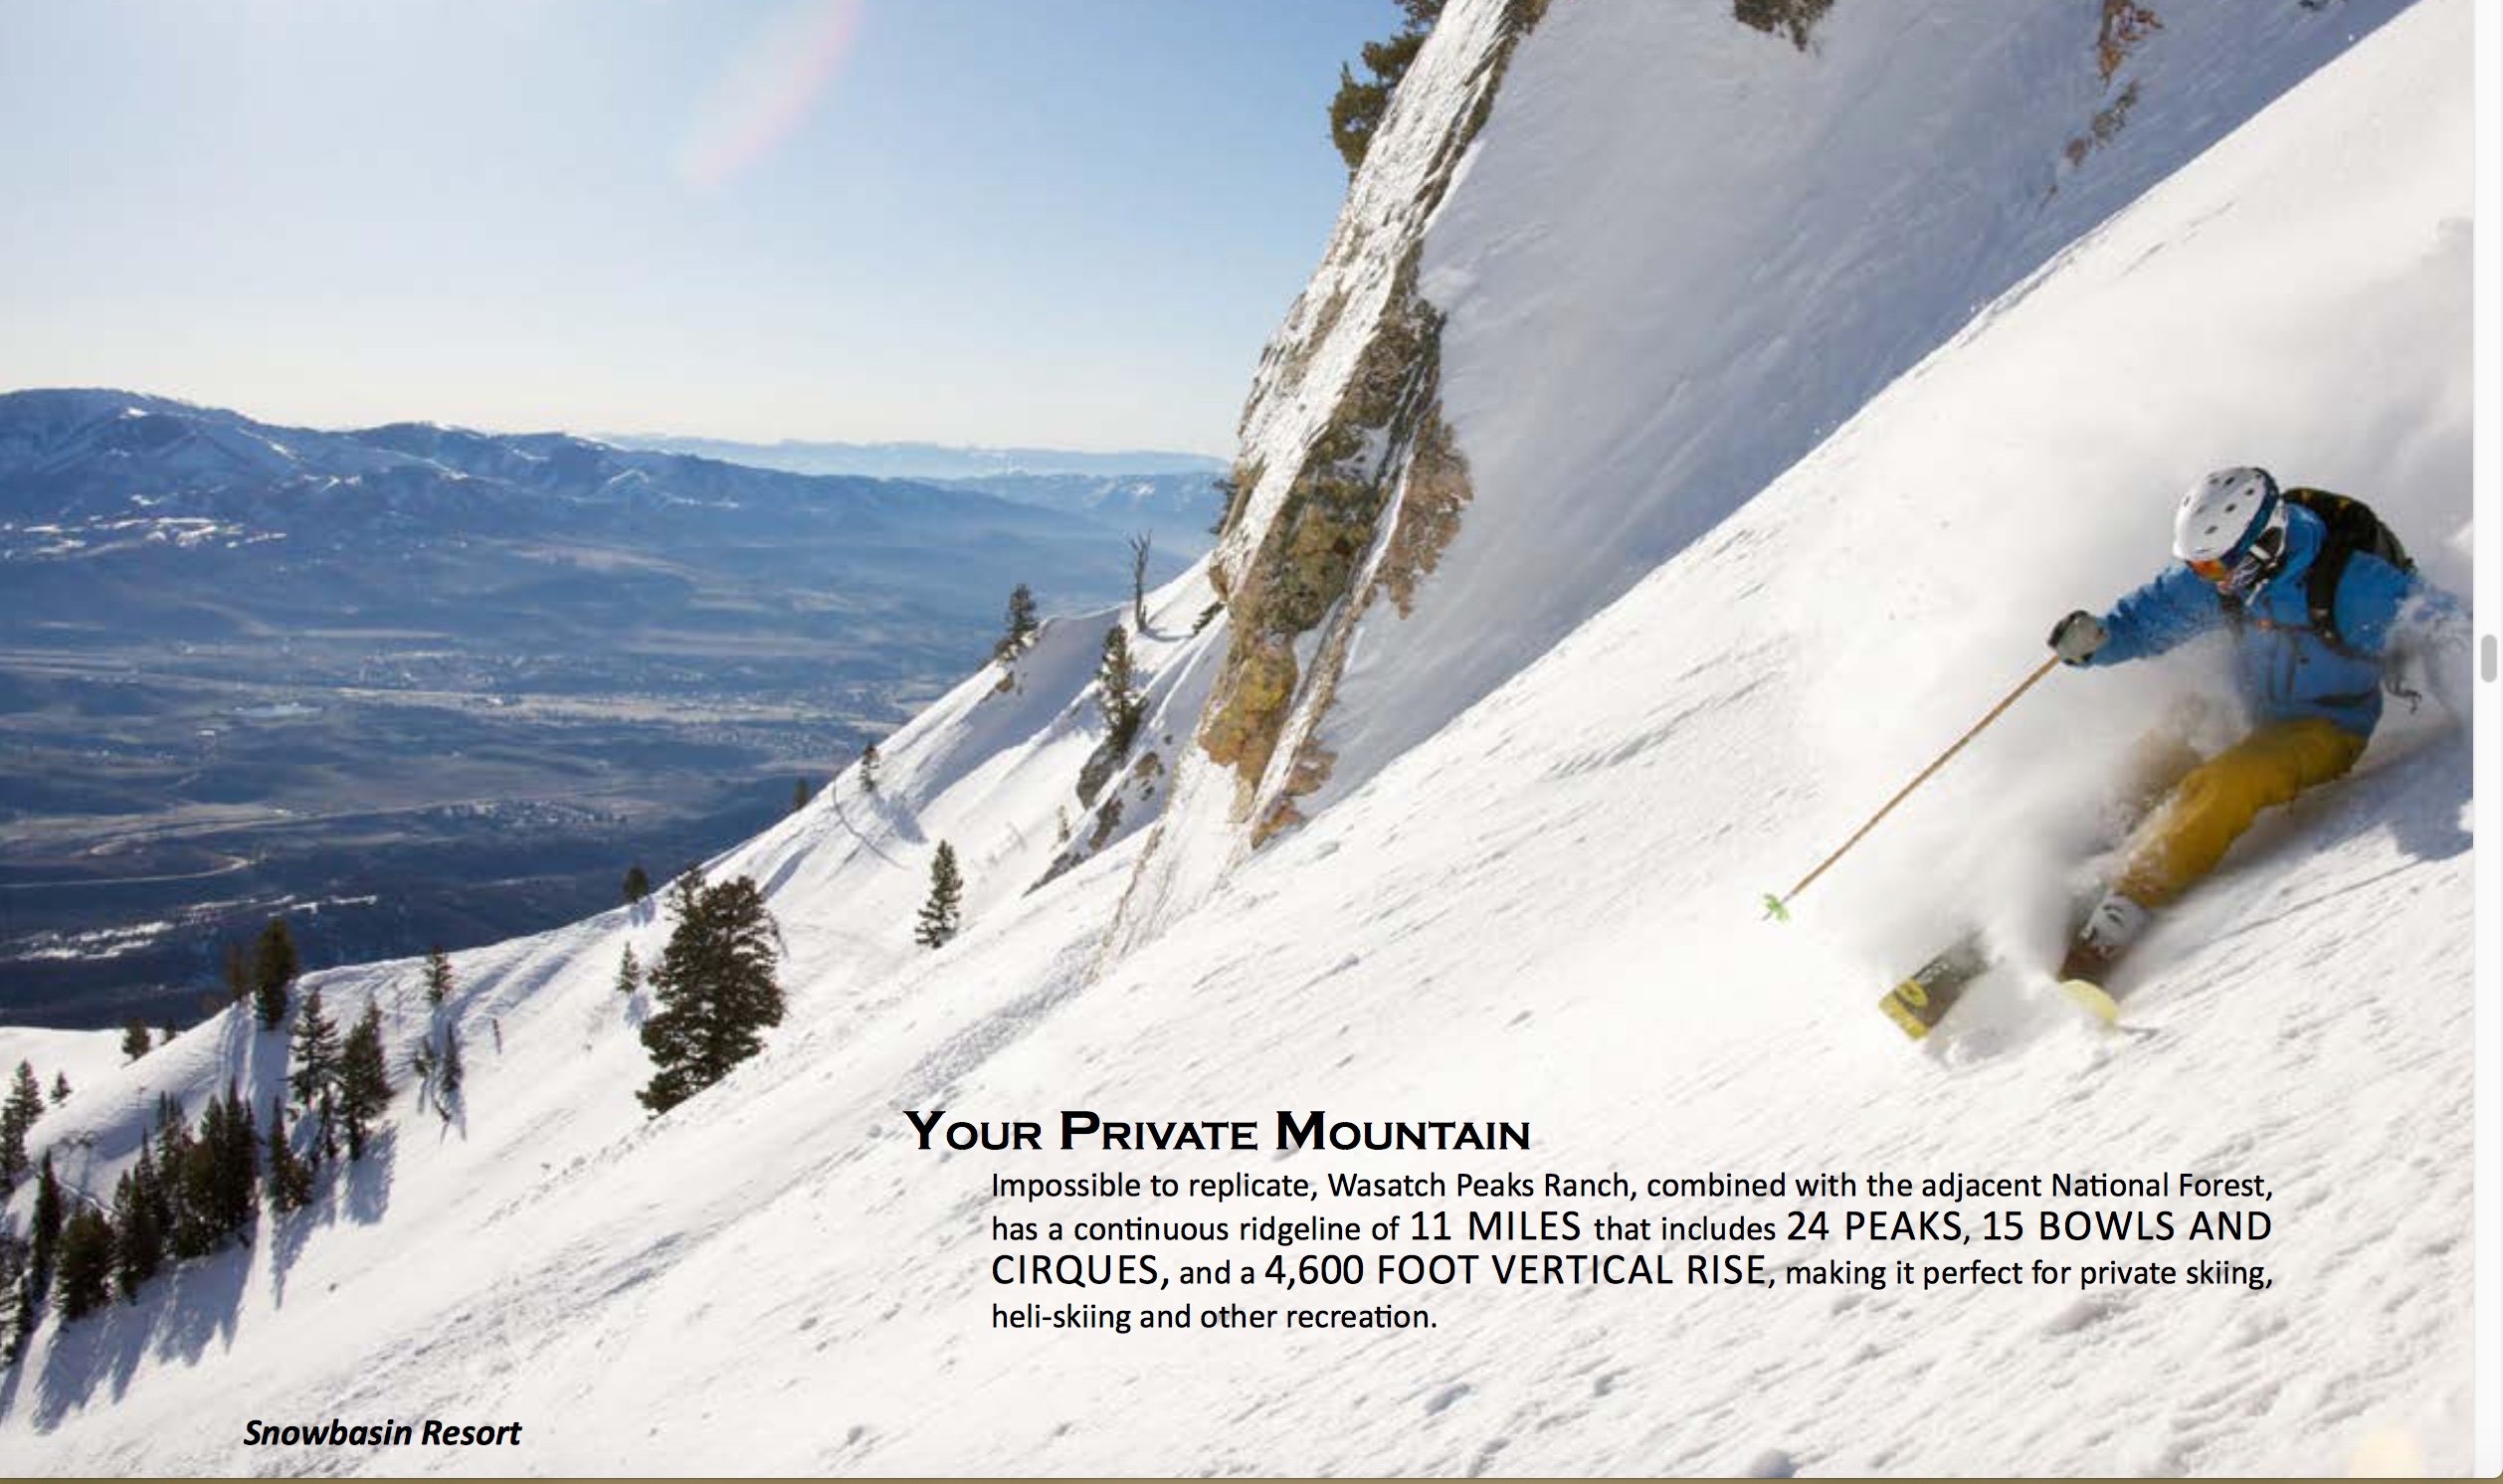 Your Private Mountain
Impossible to replicate, Wasatch Peaks Ranch, combined with the adjacent National Forest,
has a continuous ridgeline of 11 MILES that includes 24 PEAKS, 15 BOWLS AND
CIRQUES, and a 4,600 FOOT VERTICAL RISE, making it perfect for private skiing,
heli-skiing and other recreation.
Snowbasin Resort